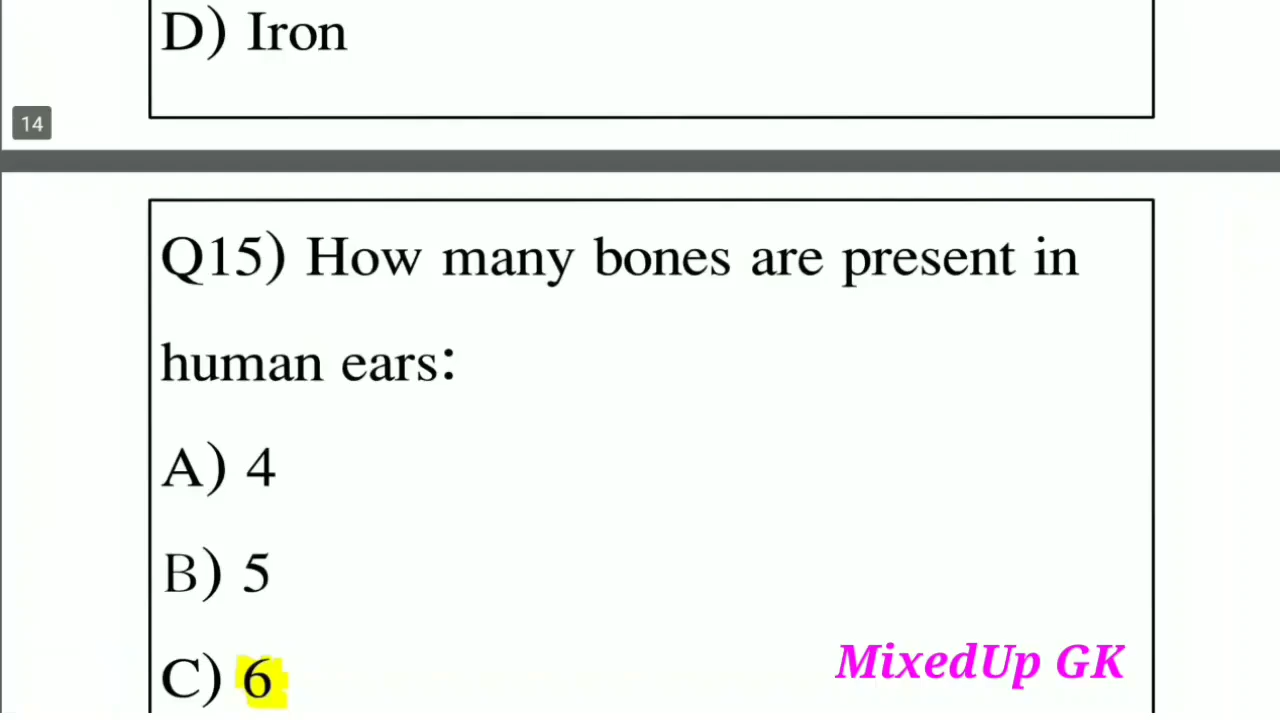 D) Iron
14
Q15) How many bones are present in
human ears:
A) 4
B) 5
C) 6
MixedUp GK